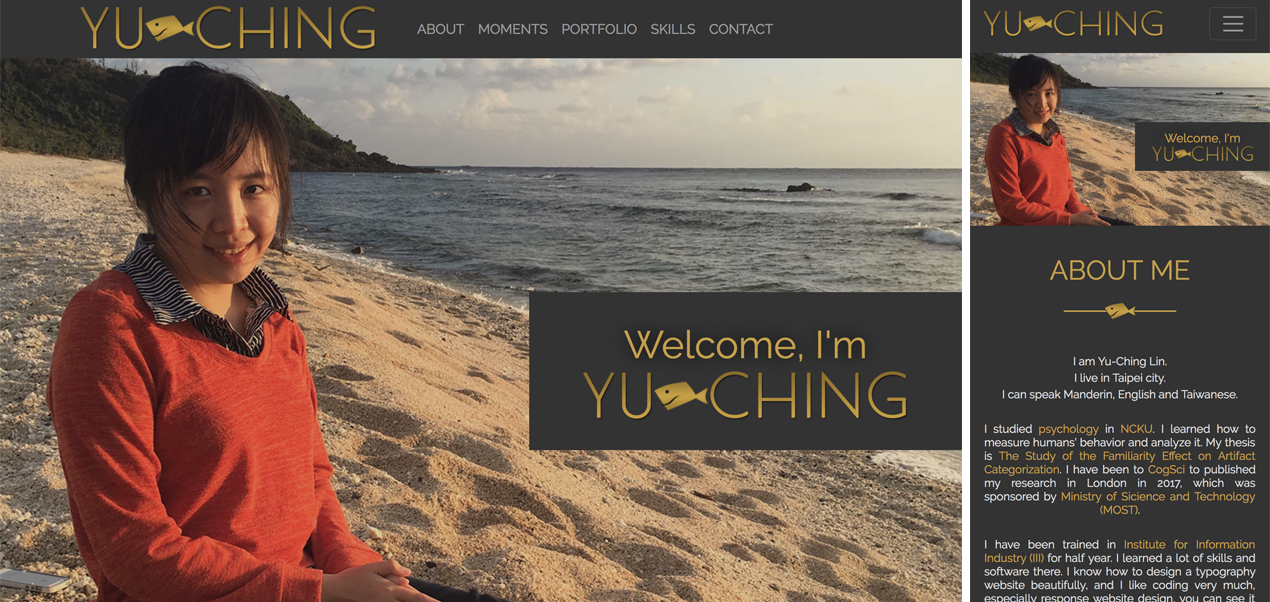 YU CHING
ABOUT MOMENTS PORTFOLIO SKILLS CONTACT
Welcome, I'm
YU CHING
YU CHING
Welcome, I'm
YU CHING
ABOUT ME
I am Yu-Ching Lin.
I live in Taipei city.
I can speak Manderin, English and Taiwanese.
I studied psychology in NCKU. I learned how to
measure humans' behavior and analyze it. My thesis
is The Study of the Familiarity Effect on Artifact
Categorization. I have been to CogSci to published
my research in London in 2017, which was
sponsored by Ministry of Sicience and Technology
(MOST).
I have been trained in Institute for Information
Industry (III) for half year. I learned a lot of skills and
software there. I know how to design a typography
website beautifully, and I like coding very much,
especially response website design, you can see it